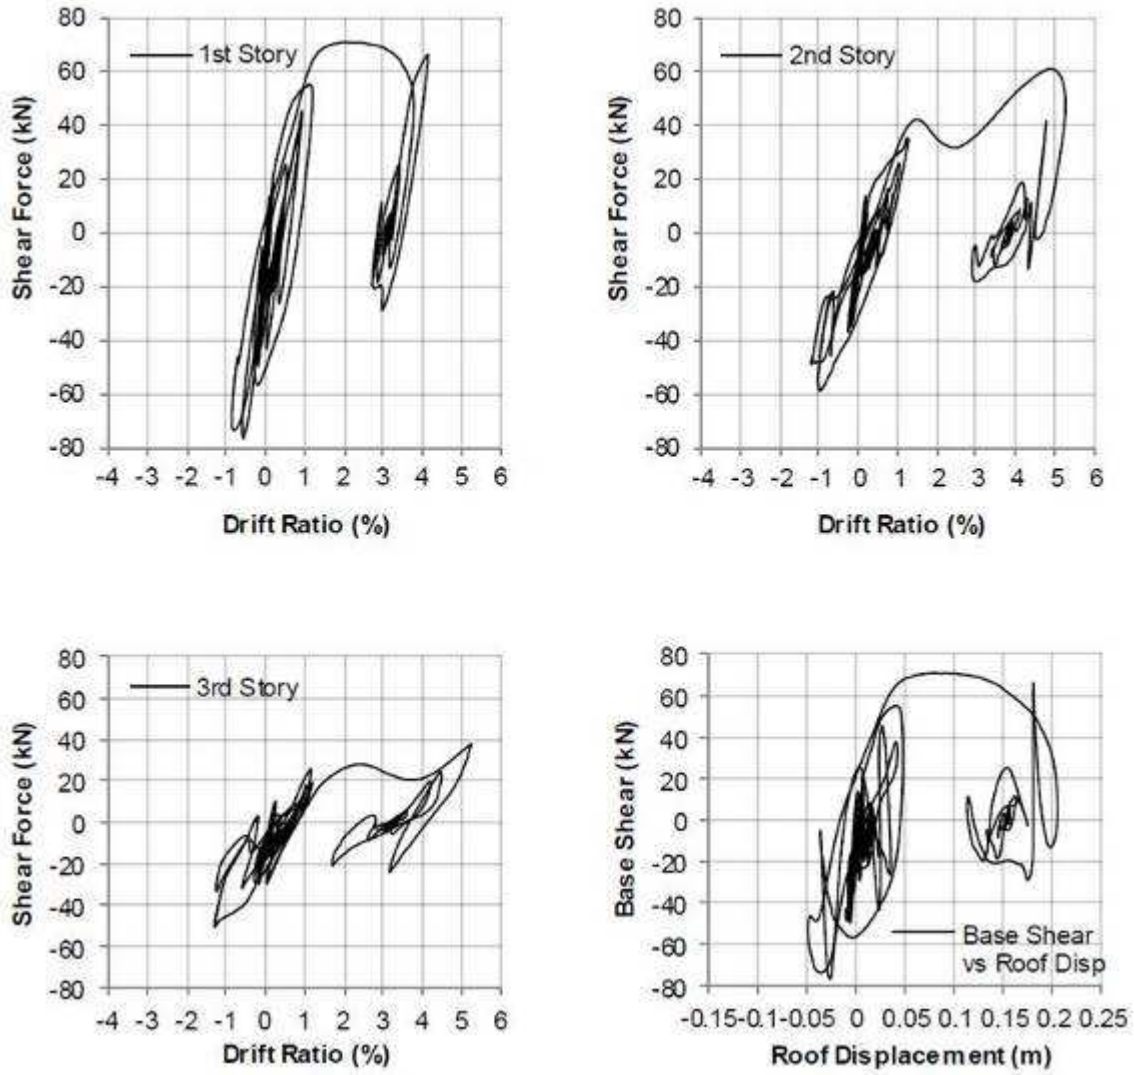 80
60
40
20
0
-20
-40
-60
-80
Shear Force (kN)
1st Story
-4 -3 -2 -1 0 1 2 3 4 5 6
Drift Ratio (%)
80
60
40
20
0
-20
-40
-60
-80
Shear Force (kN)
2nd Story
-4 -3 -2 -1 0 1 2 3 4 5 6
Drift Ratio (%)
80
60
40
20
0
-20
-40
-60
-80
Shear Force (kN)
3rd Story
-4 -3 -2 -1 0 1 2 3 4 5 6
Drift Ratio (%)
80
60
40
20
0
-20
-40
-60
-80
Base Shear (kN)
Base Shear
vs Roof Disp
-0.15-0.1-0.05 0 0.05 0.1 0.15 0.2 0.25
Roof Displacement (m)